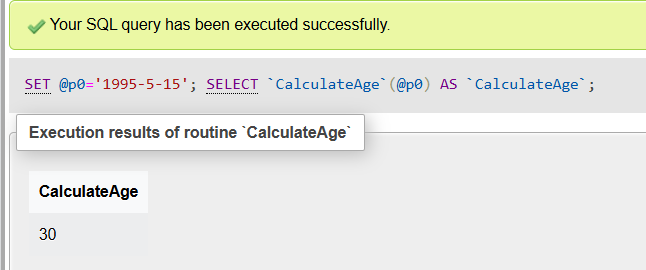 Your SQL query has been executed successfully.
SET @p0='1995-5-15'; SELECT `CalculateAge`(@p0) AS `CalculateAge`;
Execution results of routine `CalculateAge`
CalculateAge
30